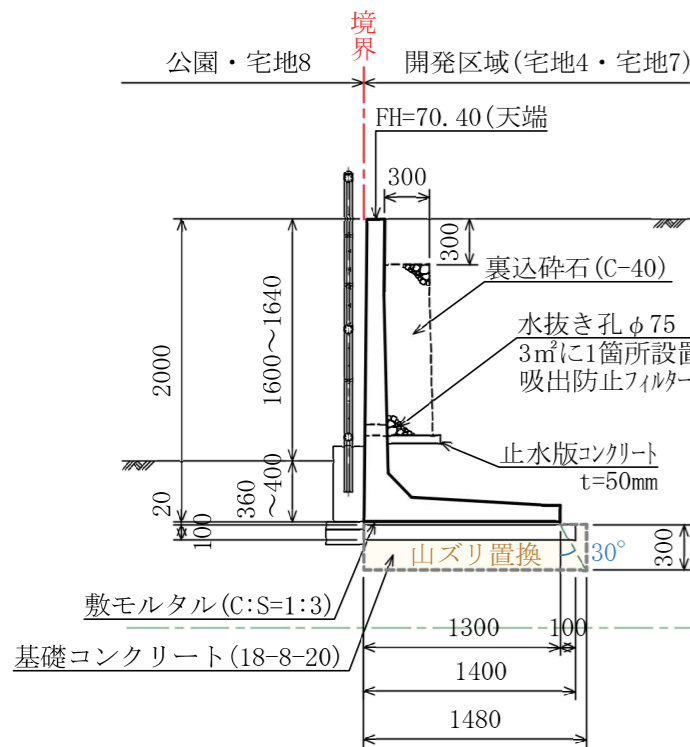 境界
公園・宅地8
開発区域(宅地4・宅地7)
FH=70.40(天端
300
300
裏込砕石(C-40)
水抜き孔φ75
3㎡に1箇所設置
吸出防止フィルター
2000
1600～1640
止水版コンクリート
t=50mm
360
～400
20
100
山ズリ置換
30°
300
敷モルタル(C:S=1:3)
1300
100
基礎コンクリート(18-8-20)
1400
1480